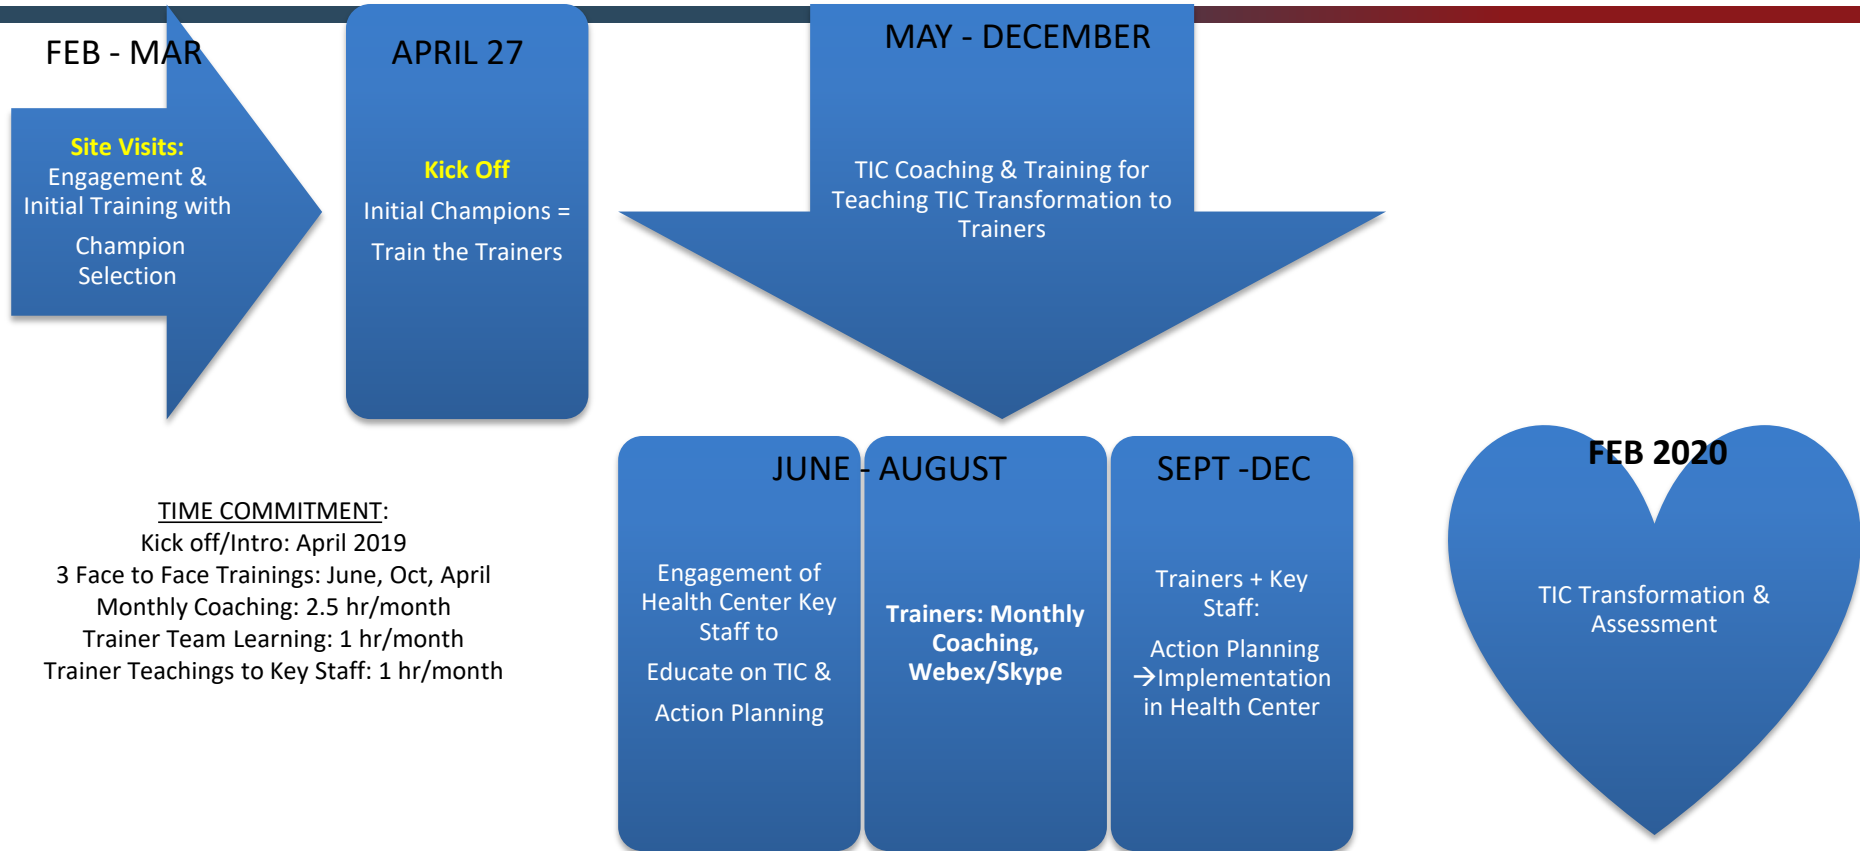 FEB - MAR
Site Visits:
Engagement &
Initial Training with
Champion
Selection
APRIL 27
Kick Off
Initial Champions =
Train the Trainers
MAY - DECEMBER
TIC Coaching & Training for
Teaching TIC Transformation to
Trainers
TIME COMMITMENT:
Kick off/Intro: April 2019
3 Face to Face Trainings: June, Oct, April
Monthly Coaching: 2.5 hr/month
Trainer Team Learning: 1 hr/month
Trainer Teachings to Key Staff: 1 hr/month
JUNE - AUGUST
Engagement of
Health Center Key
Staff to
Educate on TIC &
Action Planning
Trainers: Monthly
Coaching,
Webex/Skype
SEPT -DEC
Trainers + Key
Staff:
Action Planning
→Implementation
in Health Center
FEB 2020
TIC Transformation &
Assessment